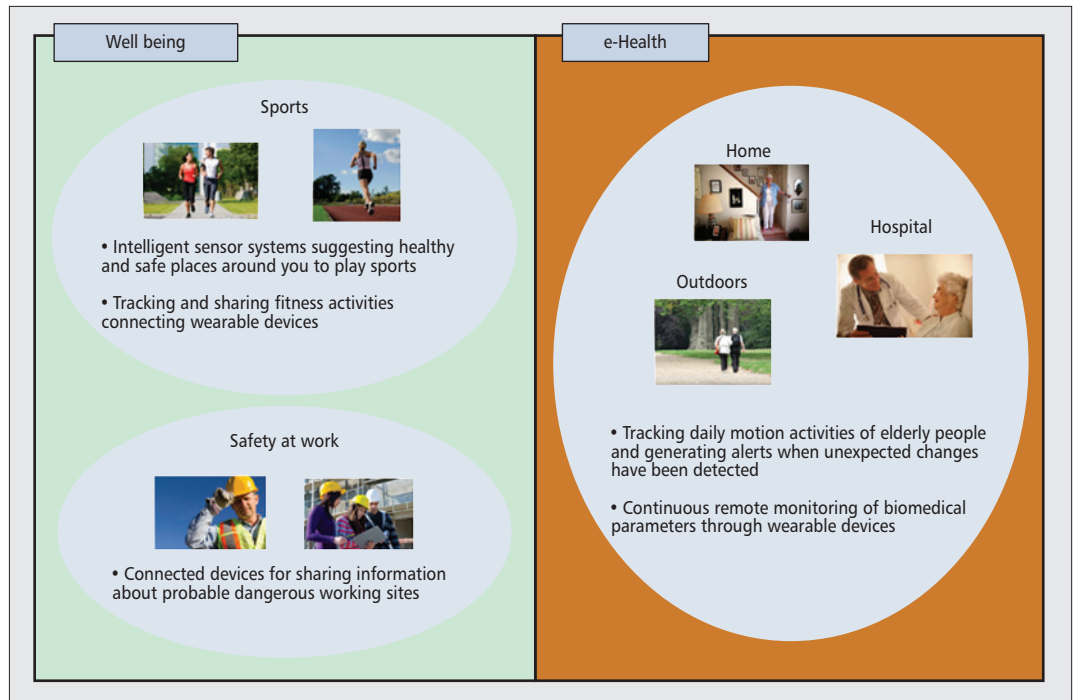 Well being
Sports
• Intelligent sensor systems suggesting healthy
and safe places around you to play sports
• Tracking and sharing fitness activities
connecting wearable devices
Safety at work
• Connected devices for sharing information
about probable dangerous working sites
e-Health
Home
Hospital
Outdoors
• Tracking daily motion activities of elderly people
and generating alerts when unexpected changes
have been detected
• Continuous remote monitoring of biomedical
parameters through wearable devices